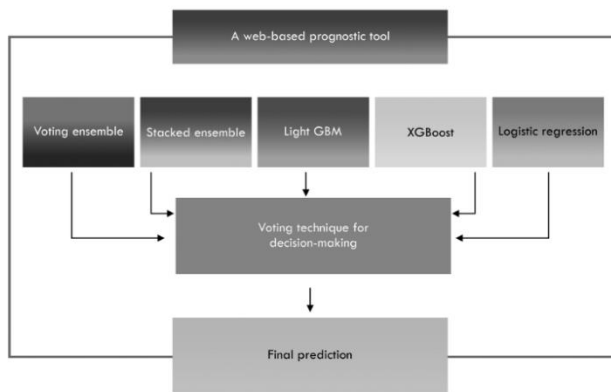 A web-based prognostic tool
Voting ensemble
Stacked ensemble
Light GBM
XGBoost
Logistic regression
Voting technique for
decision-making
Final prediction